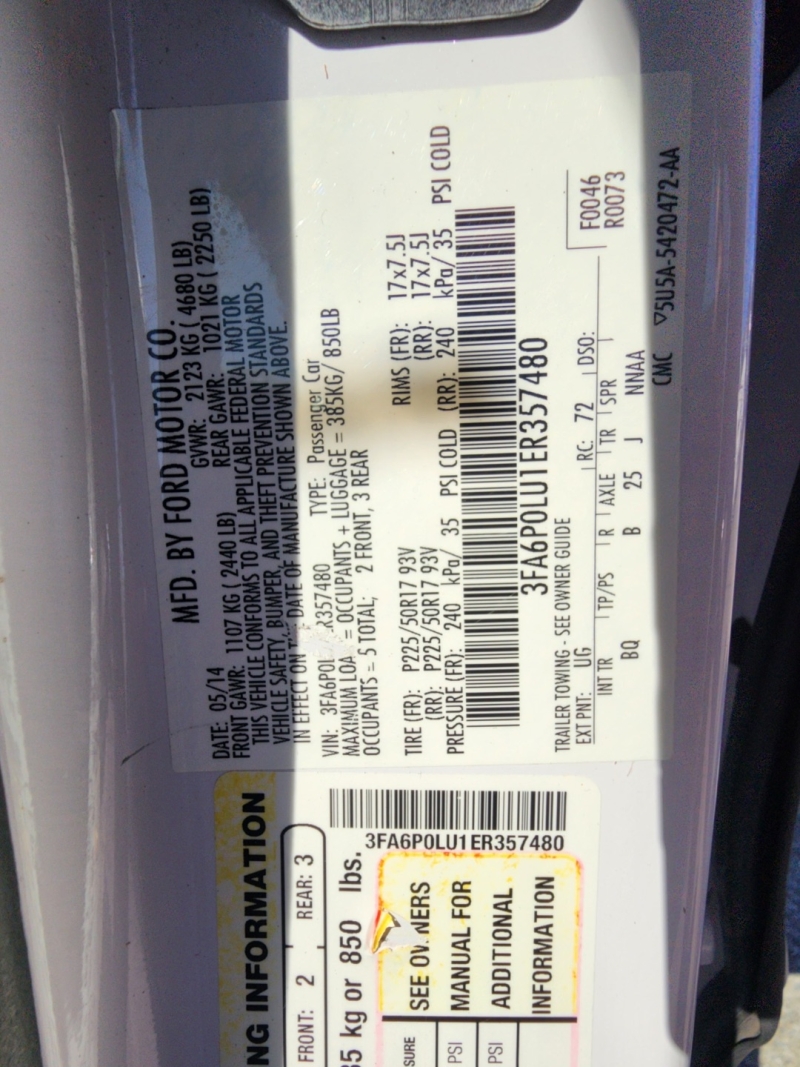 MFD. BY FORD MOTOR CO.
DATE: 05/14 GVWR: 2123 KG ( 4680 LB)
FRONT GAWR: 1107 KG ( 2440 LB) REAR GAWR: 1021 KG ( 2250 LB)
THIS VEHICLE CONFORMS TO ALL APPLICABLE FEDERAL MOTOR
VEHICLE SAFETY, BUMPER, AND THEFT PREVENTION STANDARDS
IN EFFECT ON DATE OF MANUFACTURE SHOWN ABOVE.
VIN: 3FA6P0L R357480 TYPE: Passenger Car
MAXIMUM LOA = OCCUPANTS + LUGGAGE = 385KG/ 850LB
OCCUPANTS = 5 TOTAL; 2 FRONT, 3 REAR
TIRE (FR): P225/50R17 93V RIMS (FR): 17x7.5J
(RR): P225/50R17 93V (RR): 17x7.5J
PRESSURE (FR): 240 kPa/ 35 PSI COLD (RR): 240 kPa/ 35 PSI COLD
3FA6P0LU1ER357480
TRAILER TOWING - SEE OWNER GUIDE
EXT PNT: UG RC: 72 DSO: F0046
R0073
INT TR TP/PS R AXLE TR SPR
BQ B 25 J NNAA
CMC ▽5U5A-5420472-AA
NG INFORMATION
FRONT: 2 REAR: 3
85 kg or 850 lbs.
3FA6P0LU1ER357480
SURE
PSI
PSI
SEE OWNERS
MANUAL FOR
ADDITIONAL
INFORMATION